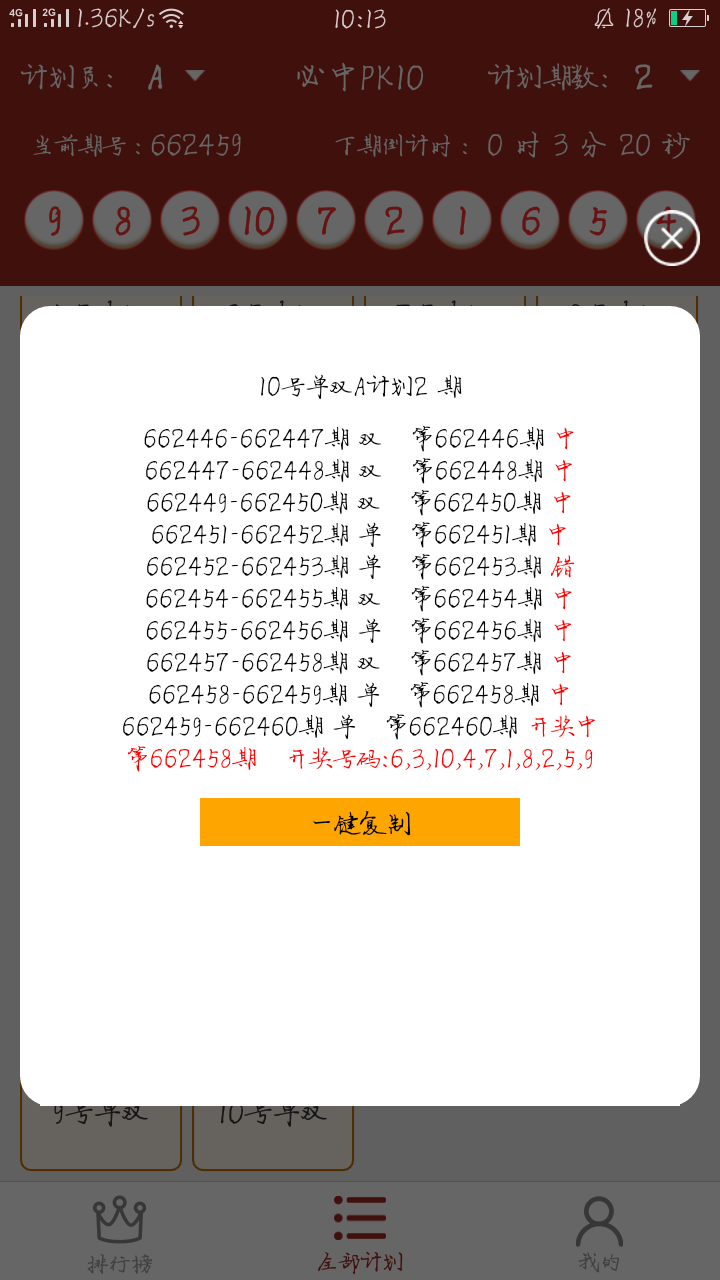 4G 2G 1.36K/s 10:13 18%
计划员： A 必中PK10 计划期数： 2
当前期号：662459 下期倒计时： 0 时 3 分 20 秒
9 8 3 10 7 2 1 6 5 4
10号单双A计划2 期
662446-662447期 双 第662446期 中
662447-662448期 双 第662448期 中
662449-662450期 双 第662450期 中
662451-662452期 单 第662451期 中
662452-662453期 单 第662453期 错
662454-662455期 双 第662454期 中
662455-662456期 单 第662456期 中
662457-662458期 双 第662457期 中
662458-662459期 单 第662458期 中
662459-662460期 单 第662460期 开奖中
第662458期 开奖号码:6,3,10,4,7,1,8,2,5,9
一键复制
9号单双 10号单双
排行榜 全部计划 我的